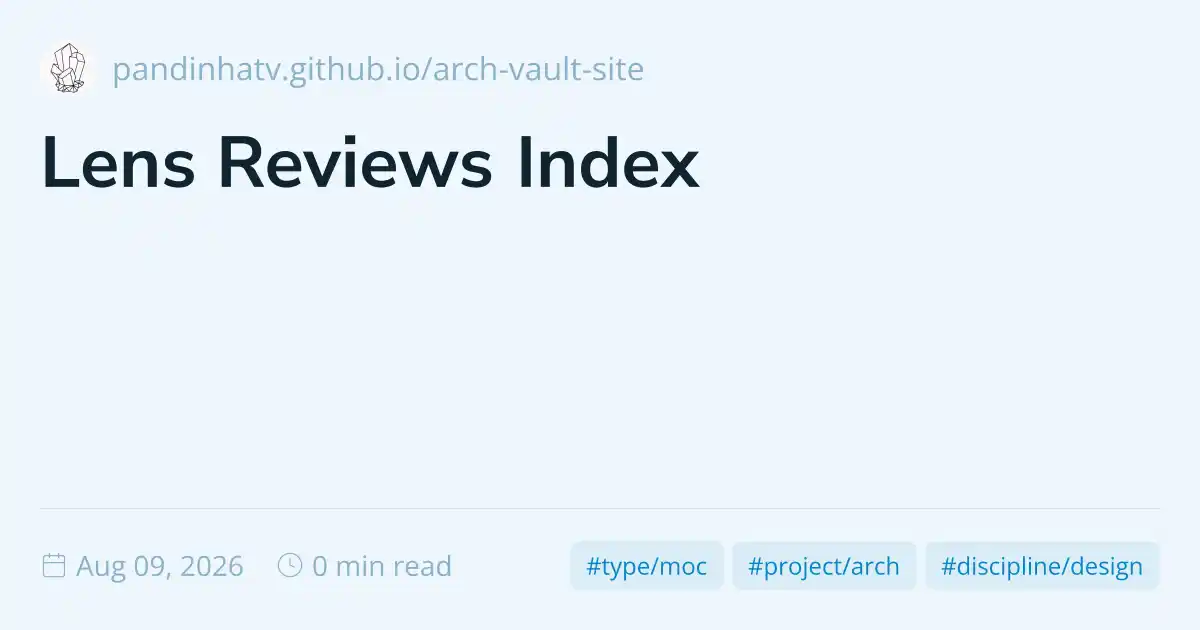 pandinhatv.github.io/arch-vault-site
Lens Reviews Index
Aug 09, 2026 0 min read #type/moc #project/arch #discipline/design